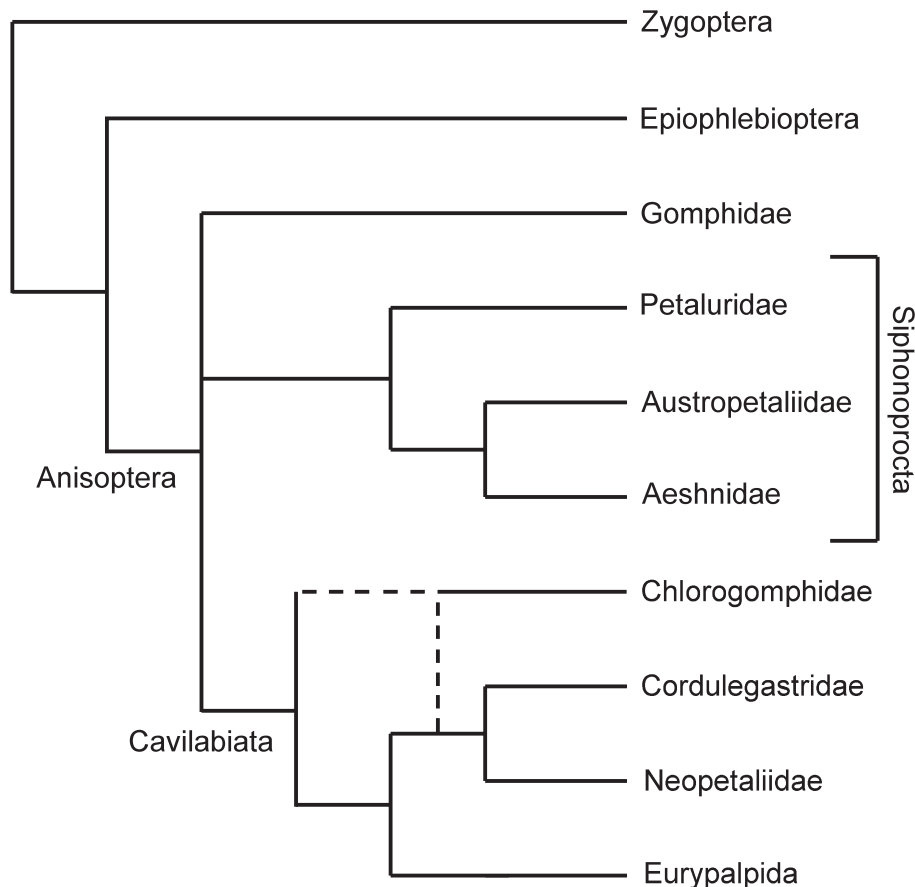 Zygoptera
Epiophlebioptera
Gomphidae
Petaluridae
Austropetaliidae
Aeshnidae
Siphonoprocta
Anisoptera
Chlorogomphidae
Cordulegastridae
Cavilabiata
Neopetaliidae
Eurypalpida